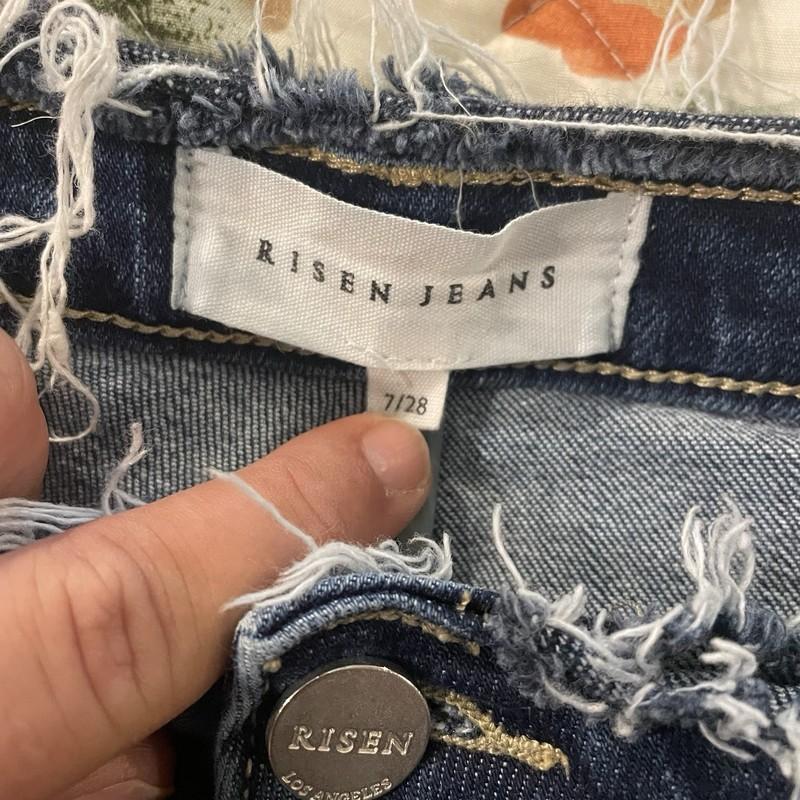 RISEN JEANS
7/28
RISEN
LOS ANGELES